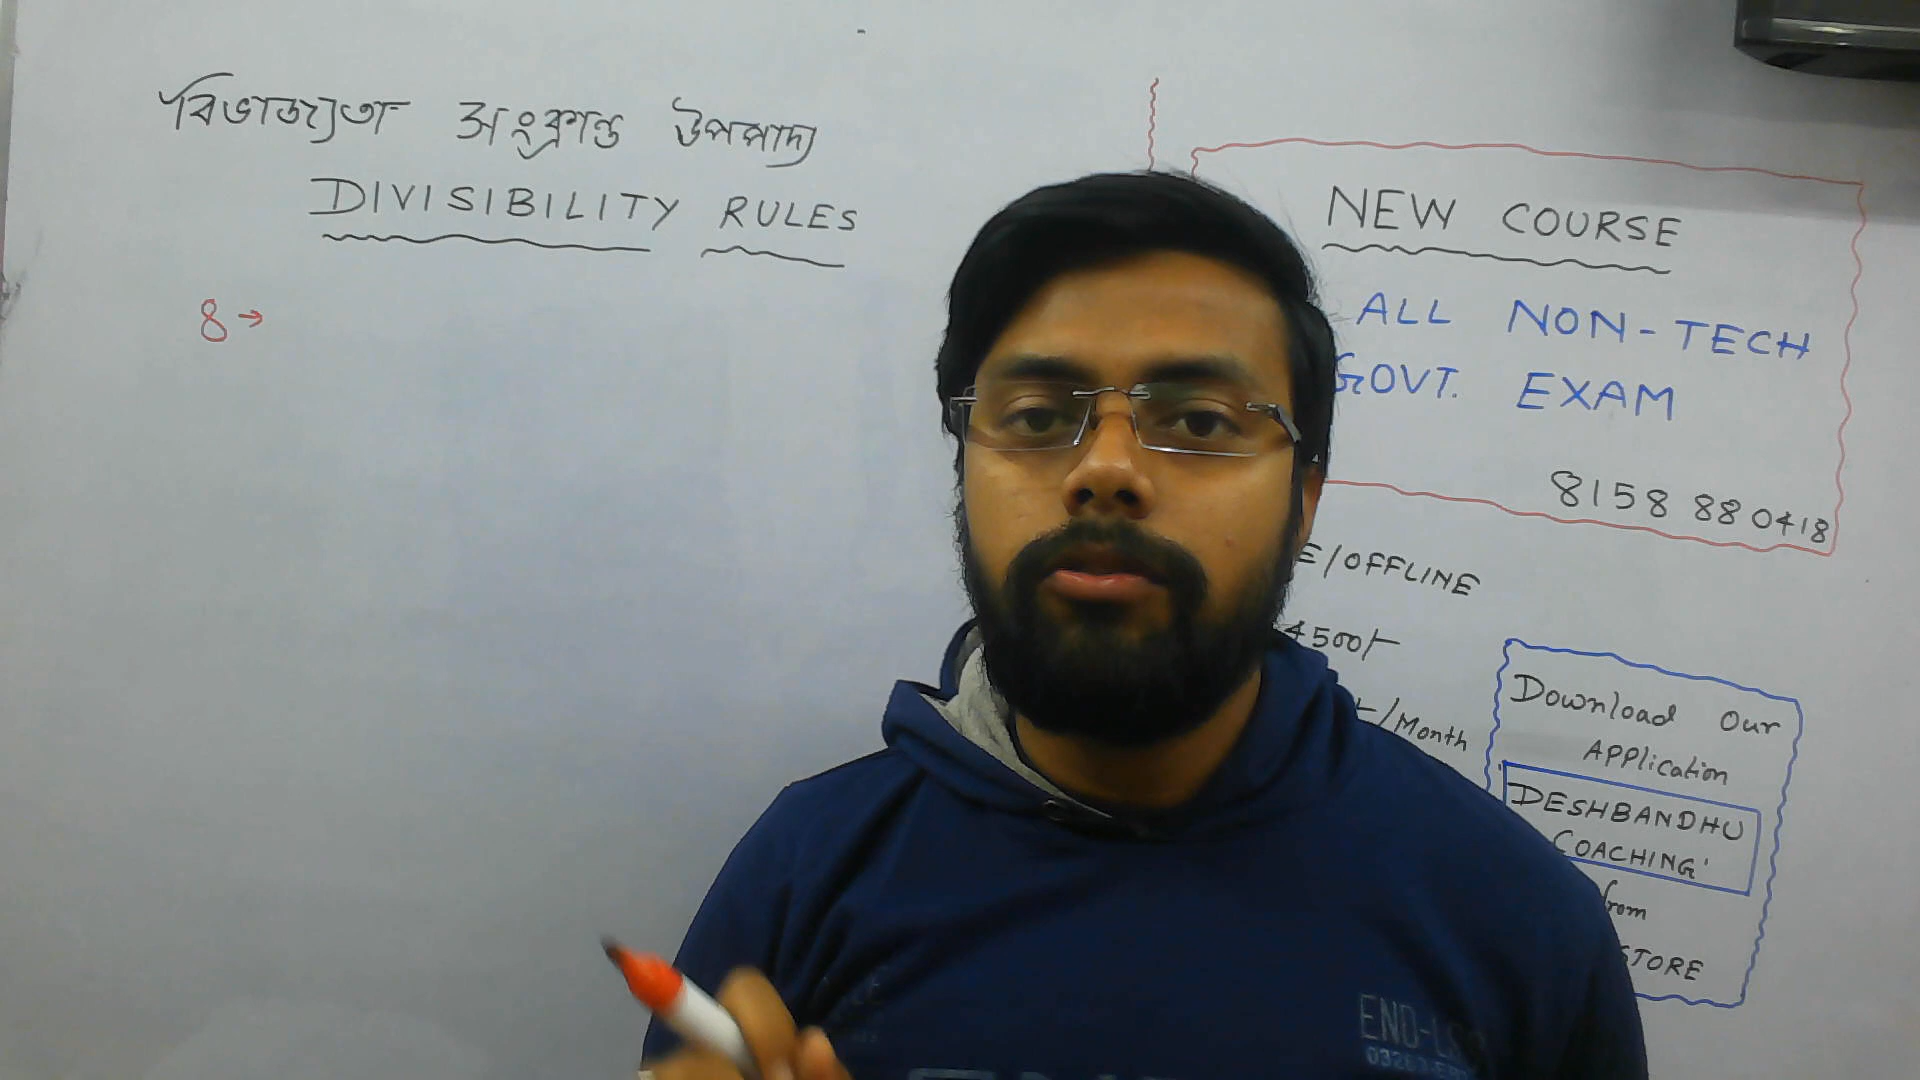 বিভাজ্যতা সংক্রান্ত উপপাদ্য
DIVISIBILITY RULES
8 →
NEW COURSE
ALL NON-TECH
GOVT. EXAM
8158 880418
E/OFFLINE
4500/-
/Month
Download Our
Application
DESHBANDHU
COACHING'
from
STORE